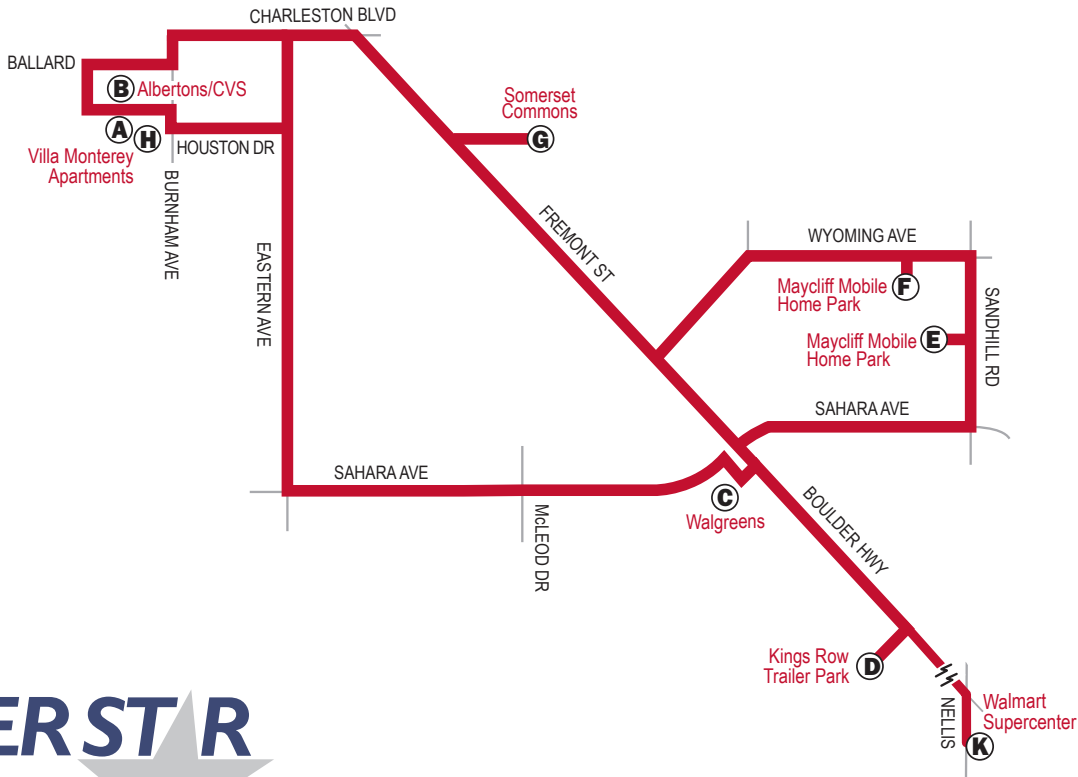 CHARLESTON BLVD
BALLARD
B
Albertons/CVS
A
H
Villa Monterey
Apartments
HOUSTON DR
BURNHAM AVE
EASTERN AVE
Somerset
Commons
G
FREMONT ST
WYOMING AVE
Maycliff Mobile
Home Park
F
Maycliff Mobile
Home Park
E
SANDHILL RD
SAHARA AVE
SAHARA AVE
McLEOD DR
C
Walgreens
BOULDER HWY
Kings Row
Trailer Park
D
NELLIS
Walmart
Supercenter
K
ER STAR